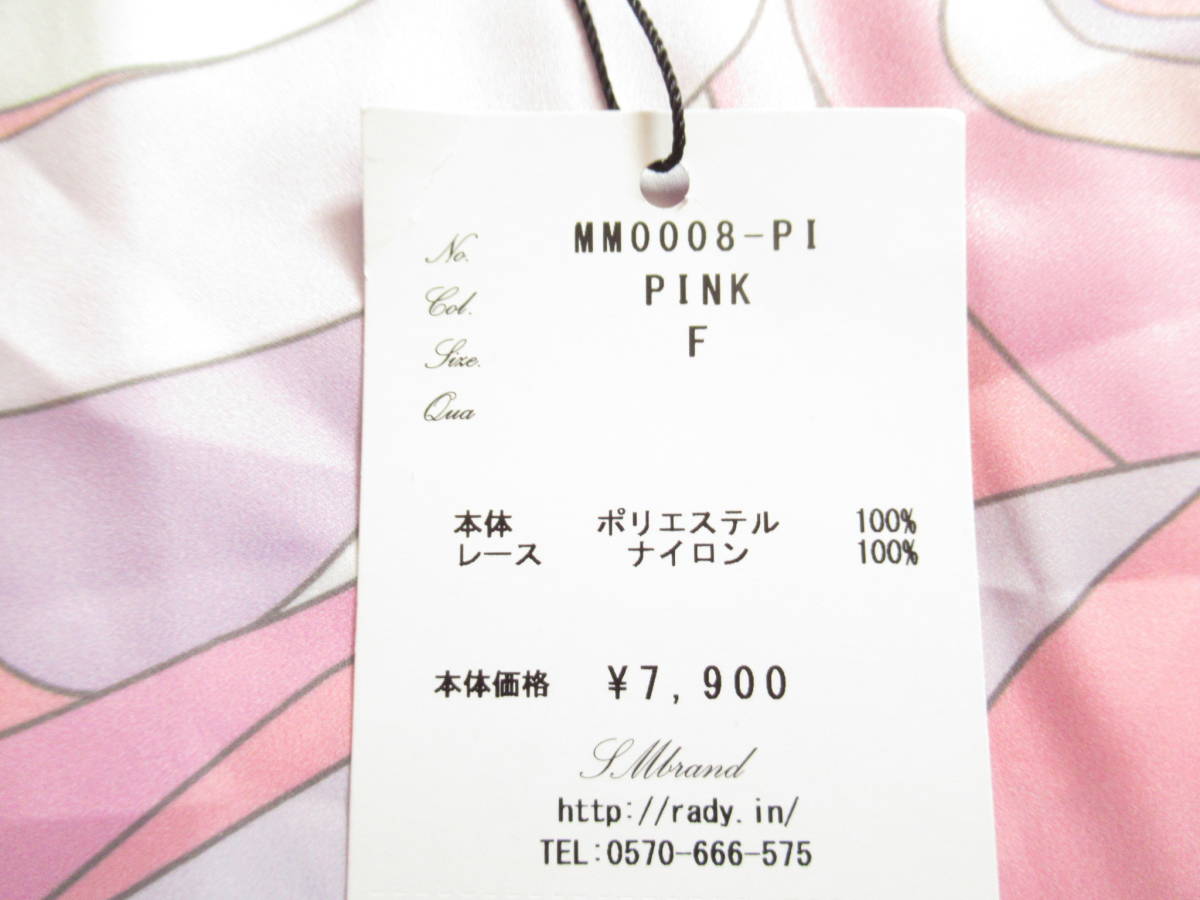 No. MM0008-PI
Col. PINK
Size. F
Qua
本体 ポリエステル 100%
レース ナイロン 100%
本体価格 ¥7,900
SMbrand
http://rady.in/
TEL:0570-666-575